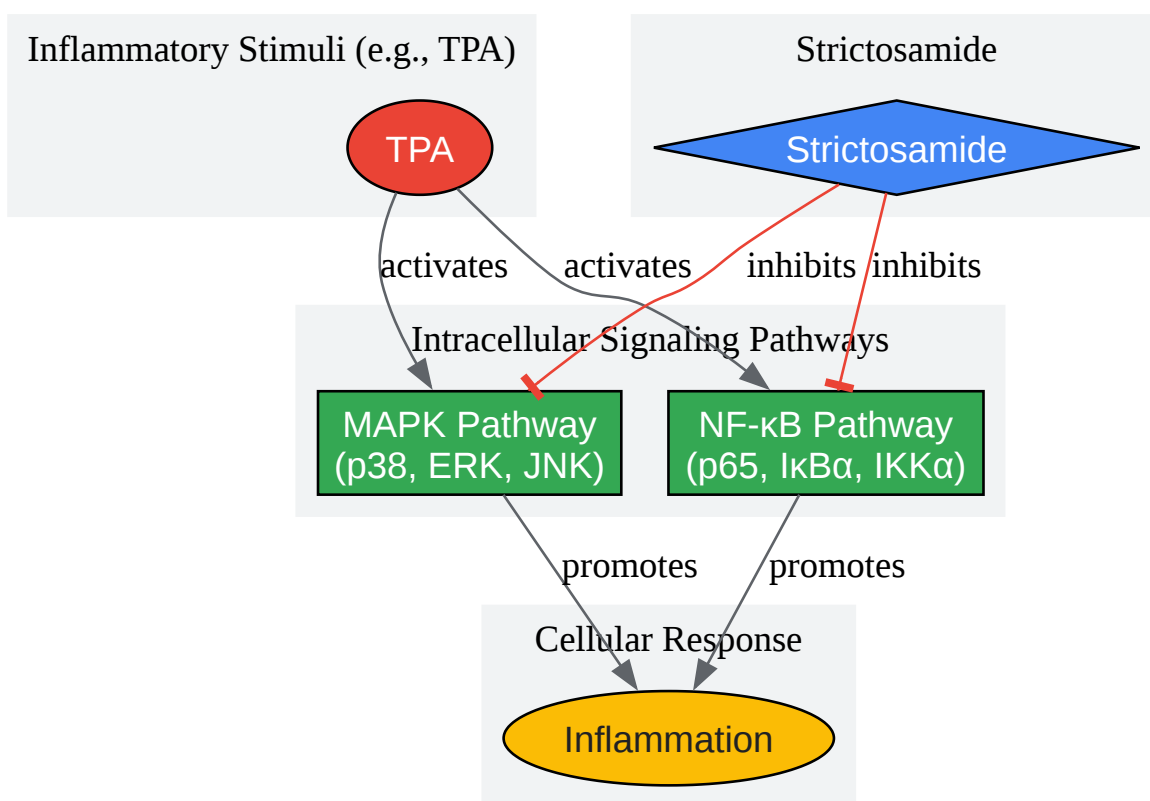 Inflammatory Stimuli (e.g., TPA)
Strictosamide
TPA
Strictosamide
activates
activates
inhibits
inhibits
Intracellular Signaling Pathways
MAPK Pathway
(p38, ERK, JNK)
NF-κB Pathway
(p65, IκBα, IKKα)
promotes
promotes
Cellular Response
Inflammation